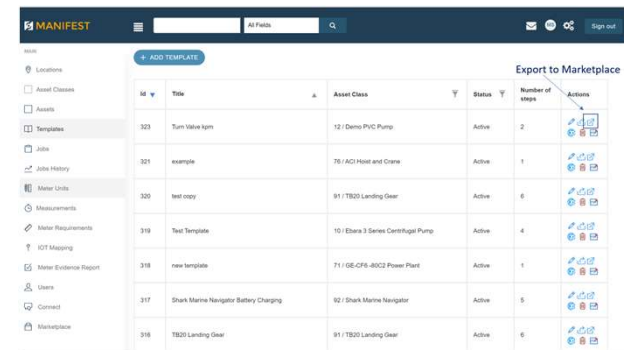 MANIFEST
All Fields
Sign out
MAIN
+ ADD TEMPLATE
Export to Marketplace
Locations
Asset Classes
Assets
Templates
Jobs
Jobs History
Meter Units
Measurements
Meter Requirements
IOT Mapping
Meter Evidence Report
Users
Connect
Marketplace
Id Title Asset Class Status Number of steps Actions
323 Turn Valve kpm 12 / Demo PVC Pump Active 2
321 example 76 / ACI Hoist and Crane Active 1
320 test copy 91 / TB20 Landing Gear Active 6
319 Test Template 10 / Ebara 3 Series Centrifugal Pump Active 4
318 new template 71 / GE-CF6 -80C2 Power Plant Active 1
317 Shark Marine Navigator Battery Charging 92 / Shark Marine Navigator Active 5
316 TB20 Landing Gear 91 / TB20 Landing Gear Active 6